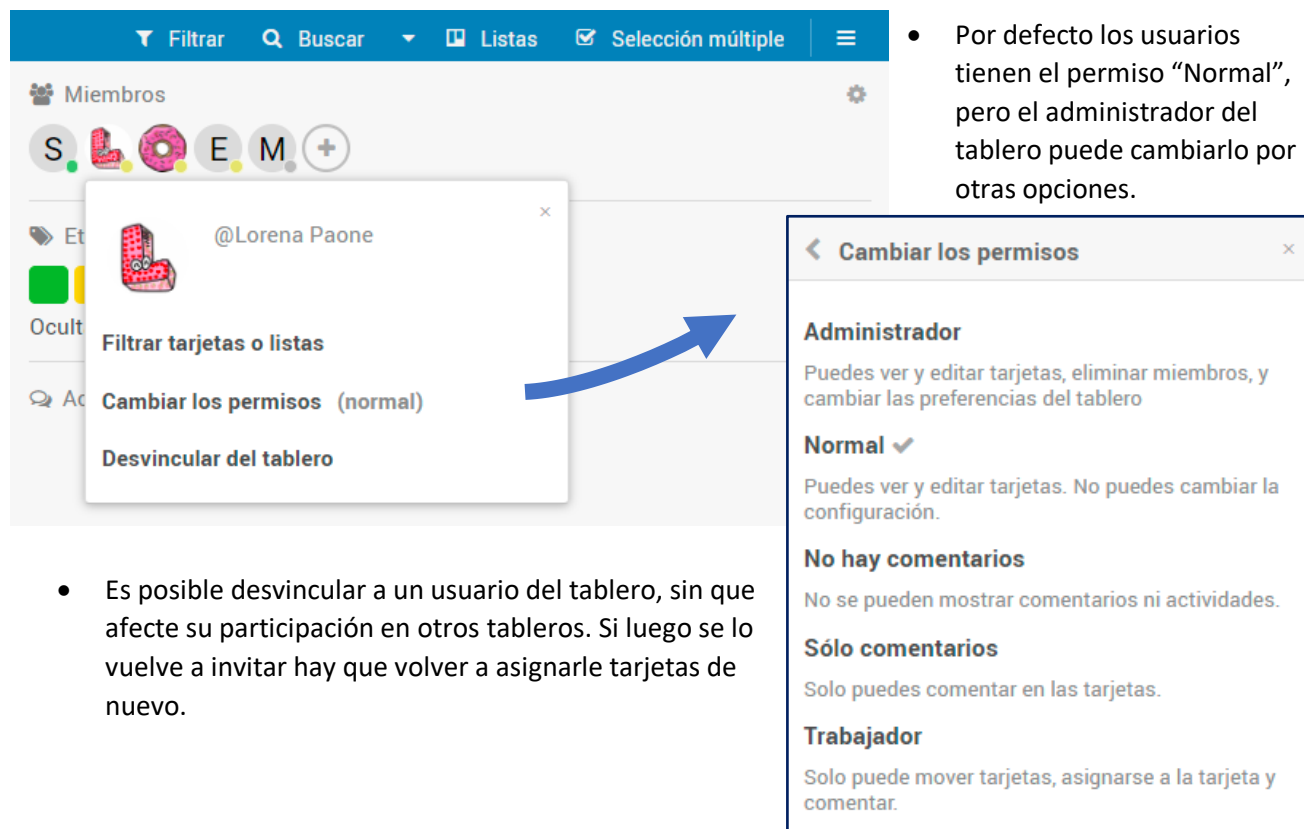 Filtrar Buscar Listas Selección múltiple
Miembros
S E M
Et
Ocult
Ac
@Lorena Paone
Filtrar tarjetas o listas
Cambiar los permisos (normal)
Desvincular del tablero
• Por defecto los usuarios
tienen el permiso “Normal”,
pero el administrador del
tablero puede cambiarlo por
otras opciones.
Cambiar los permisos
Administrador
Puedes ver y editar tarjetas, eliminar miembros, y
cambiar las preferencias del tablero
Normal
Puedes ver y editar tarjetas. No puedes cambiar la
configuración.
No hay comentarios
No se pueden mostrar comentarios ni actividades.
Sólo comentarios
Solo puedes comentar en las tarjetas.
Trabajador
Solo puede mover tarjetas, asignarse a la tarjeta y
comentar.
• Es posible desvincular a un usuario del tablero, sin que
afecte su participación en otros tableros. Si luego se lo
vuelve a invitar hay que volver a asignarle tarjetas de
nuevo.